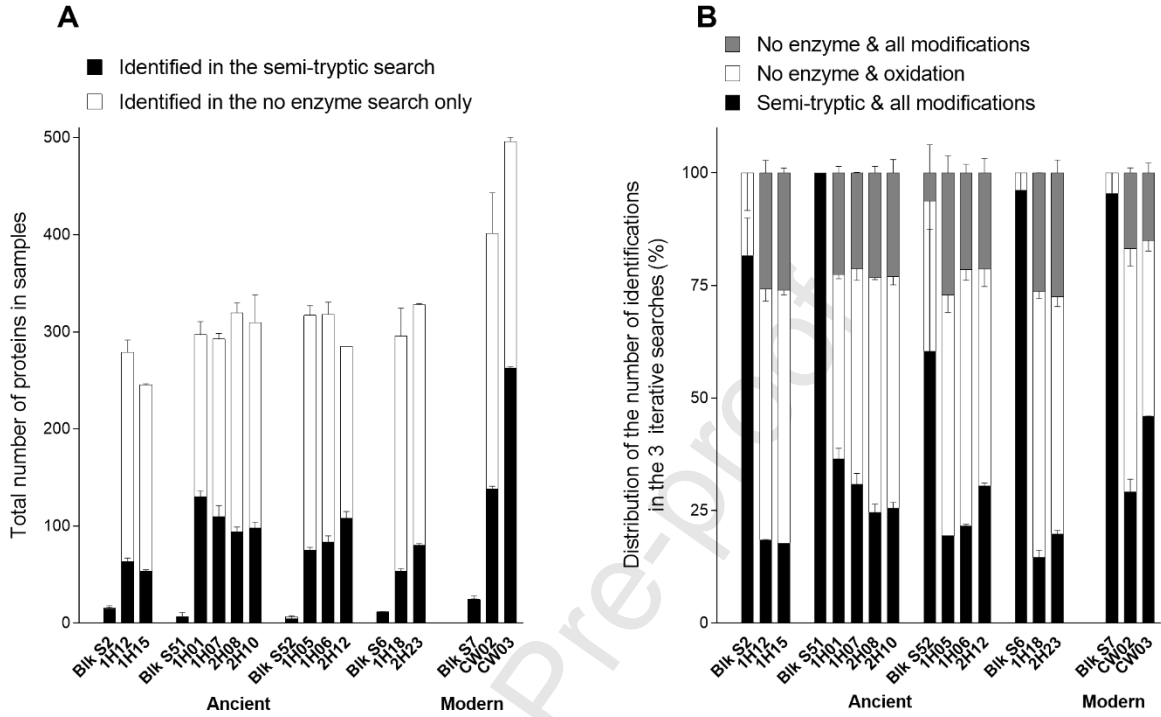 A
Identified in the semi-tryptic search
Identified in the no enzyme search only
Total number of proteins in samples
500
400
300
200
100
0
Blk S2
1H12
1H15
Blk S51
1H01
1H07
2H08
2H10
Blk S52
1H05
1H06
2H12
Blk S6
1H18
2H23
Blk S7
CW02
CW03
Ancient
Modern
B
No enzyme & all modifications
No enzyme & oxidation
Semi-tryptic & all modifications
Distribution of the number of identifications
in the 3 iterative searches (%)
100
75
50
25
0
Blk S2
1H12
1H15
Blk S51
1H01
1H07
2H08
2H10
Blk S52
1H05
1H06
2H12
Blk S6
1H18
2H23
Blk S7
CW02
CW03
Ancient
Modern
Pre-proof